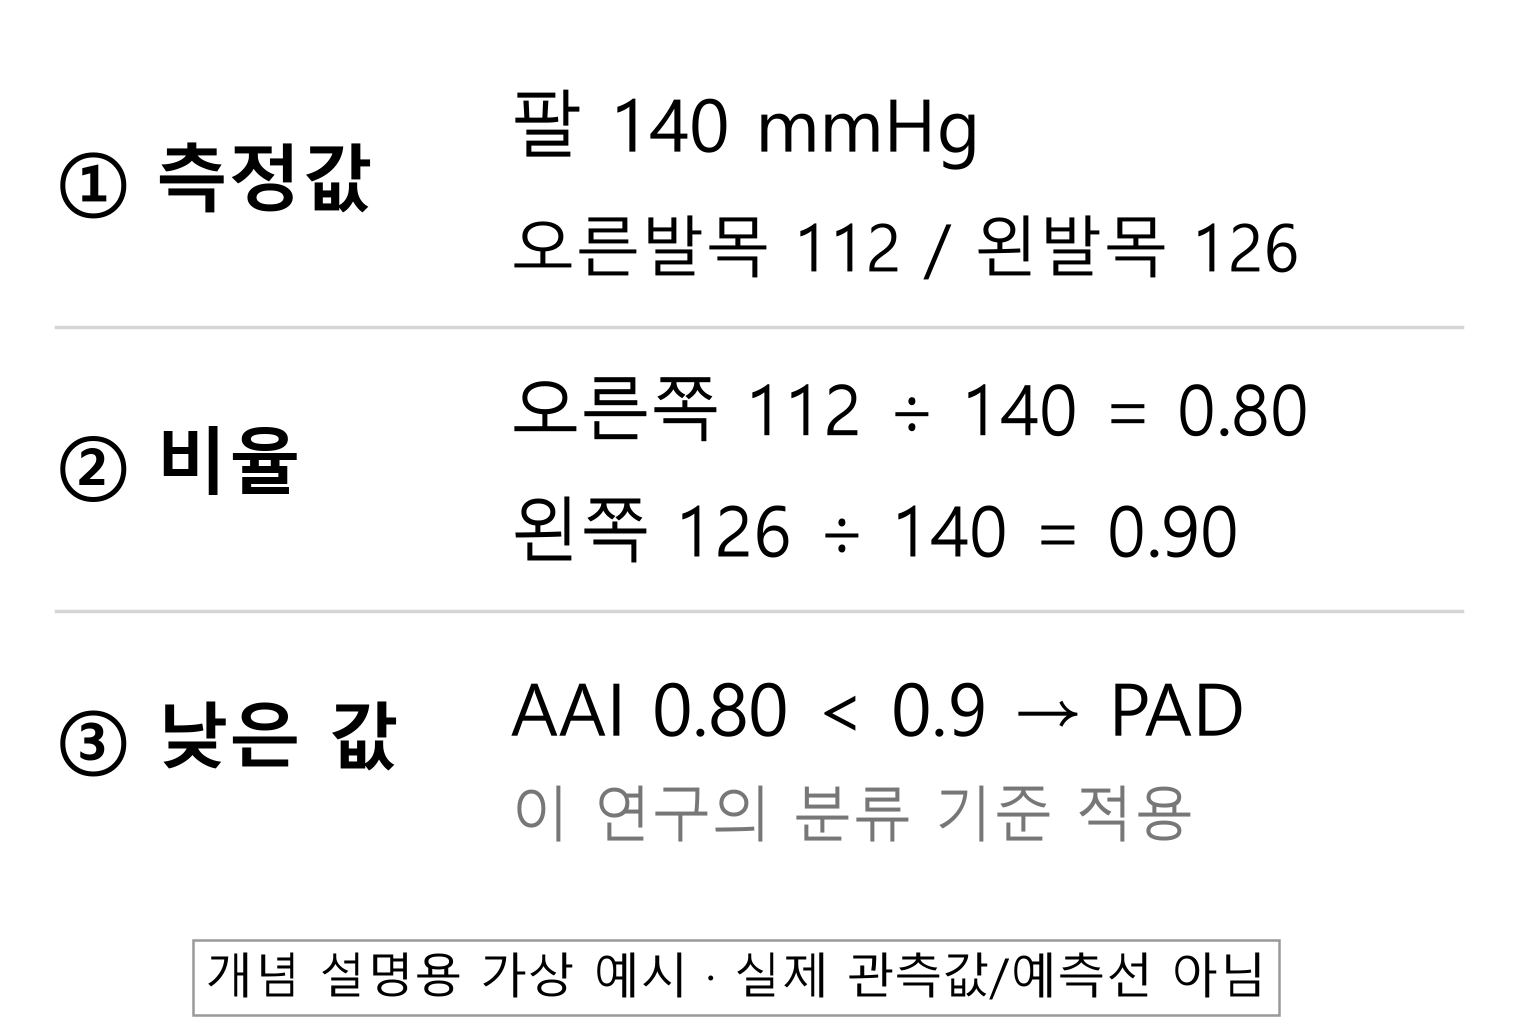 ① 측정값
팔 140 mmHg
오른발목 112 / 왼발목 126
② 비율
오른쪽 112 ÷ 140 = 0.80
왼쪽 126 ÷ 140 = 0.90
③ 낮은 값
AAI 0.80 < 0.9 → PAD
이 연구의 분류 기준 적용
개념 설명용 가상 예시 · 실제 관측값/예측선 아님